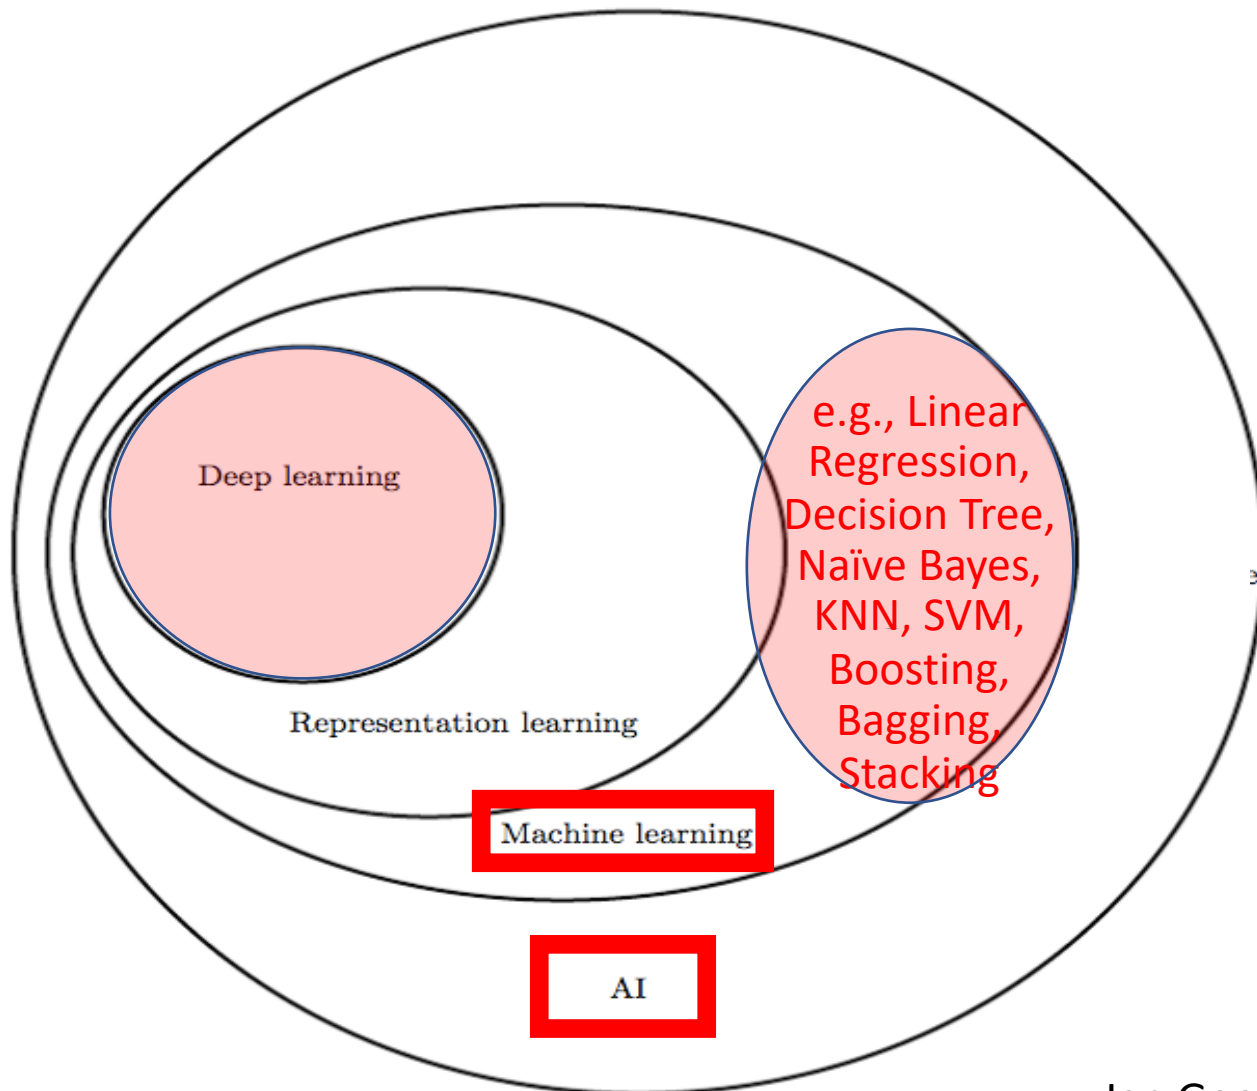 e.g., Linear
Regression,
Deep learning
Decision Tree,
Naïve Bayes,
KNN, SVM,
Boosting,
Bagging,
Representation learning
Stacking
Machine learning
AI